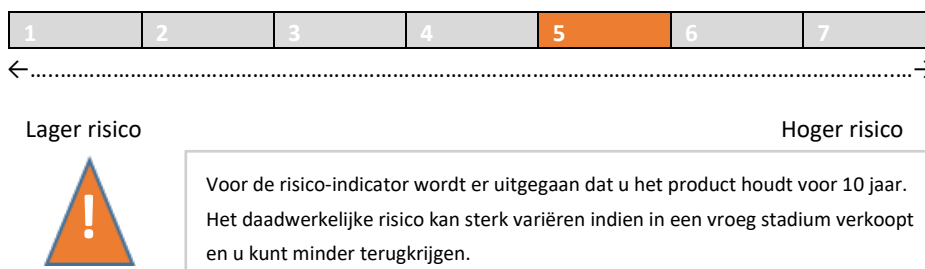 1 2 3 4 5 6 7
←………………………………………………………………………………………………→
Lager risico Hoger risico
!
Voor de risico-indicator wordt er uitgegaan dat u het product houdt voor 10 jaar.
Het daadwerkelijke risico kan sterk variëren indien in een vroeg stadium verkoopt
en u kunt minder terugkrijgen.